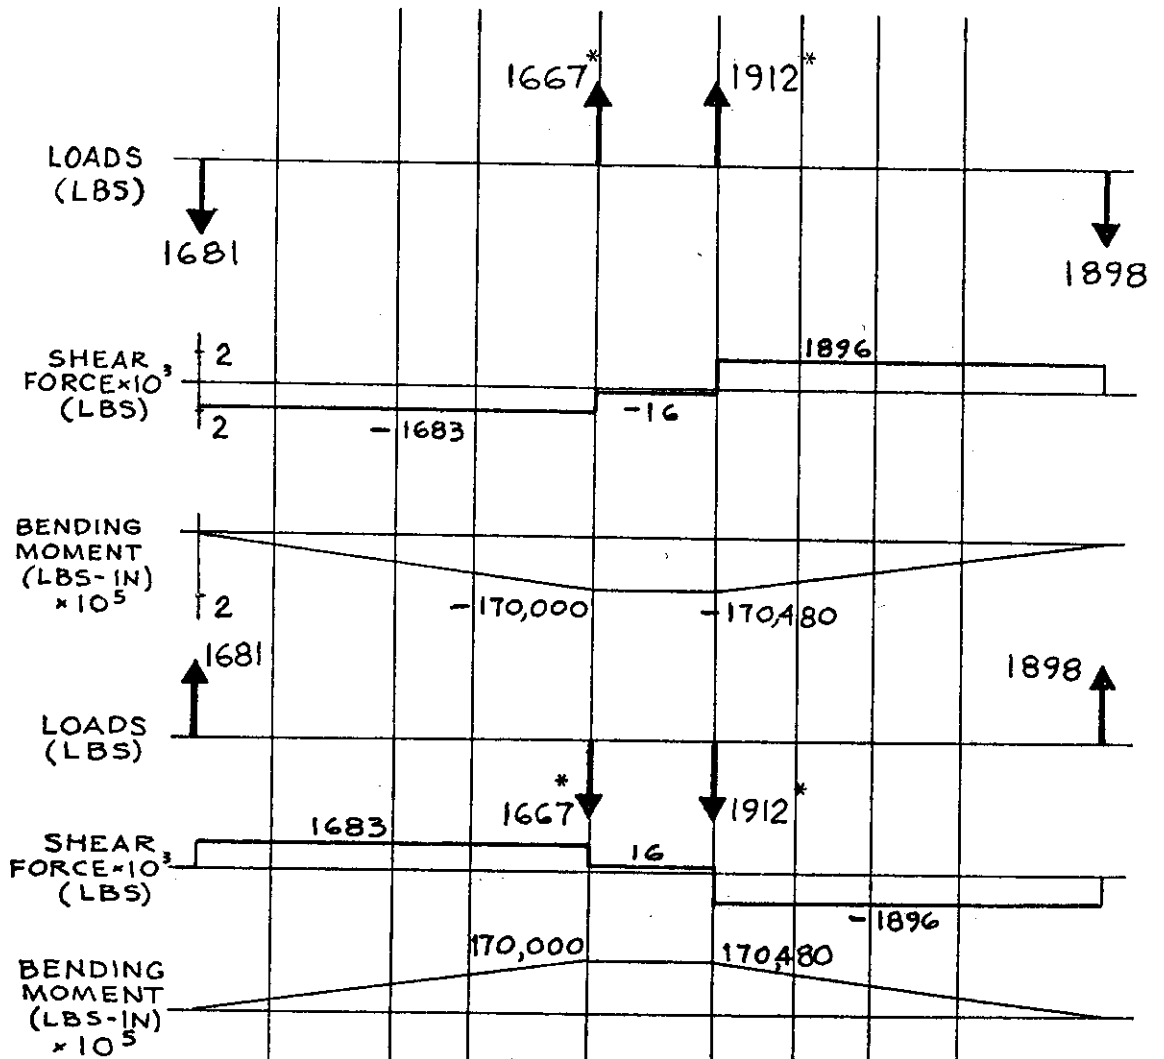 1667* 1912*
LOADS
(LBS)
1681
1898
SHEAR
FORCE×10³
(LBS)
2
2
1896
-16
-1683
BENDING
MOMENT
(LBS-IN)
×10⁵
2
-170,000
-170,480
1681
1898
LOADS
(LBS)
1667* 1912*
1683
16
SHEAR
FORCE×10³
(LBS)
-1896
170,000
170,480
BENDING
MOMENT
(LBS-IN)
×10⁵